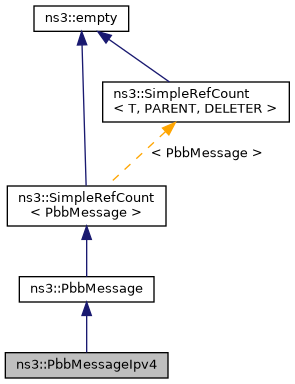 ns3::empty
ns3::SimpleRefCount
< T, PARENT, DELETER >
< PbbMessage >
ns3::SimpleRefCount
< PbbMessage >
ns3::PbbMessage
ns3::PbbMessageIpv4